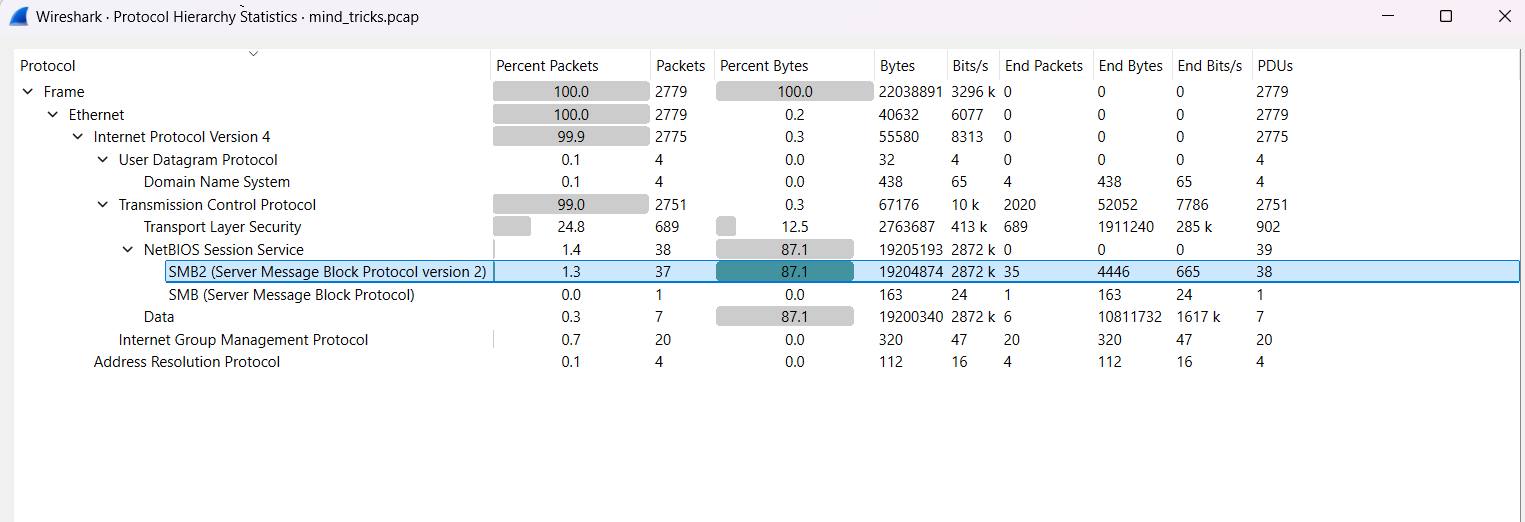 Wireshark · Protocol Hierarchy Statistics · mind_tricks.pcap
Protocol Percent Packets Packets Percent Bytes Bytes Bits/s End Packets End Bytes End Bits/s PDUs
Frame 100.0 2779 100.0 22038891 3296 k 0 0 0 2779
Ethernet 100.0 2779 0.2 40632 6077 0 0 0 2779
Internet Protocol Version 4 99.9 2775 0.3 55580 8313 0 0 0 2775
User Datagram Protocol 0.1 4 0.0 32 4 0 0 0 4
Domain Name System 0.1 4 0.0 438 65 4 438 65 4
Transmission Control Protocol 99.0 2751 0.3 67176 10 k 2020 52052 7786 2751
Transport Layer Security 24.8 689 12.5 2763687 413 k 689 1911240 285 k 902
NetBIOS Session Service 1.4 38 87.1 19205193 2872 k 0 0 0 39
SMB2 (Server Message Block Protocol version 2) 1.3 37 87.1 19204874 2872 k 35 4446 665 38
SMB (Server Message Block Protocol) 0.0 1 0.0 163 24 1 163 24 1
Data 0.3 7 87.1 19200340 2872 k 6 10811732 1617 k 7
Internet Group Management Protocol 0.7 20 0.0 320 47 20 320 47 20
Address Resolution Protocol 0.1 4 0.0 112 16 4 112 16 4